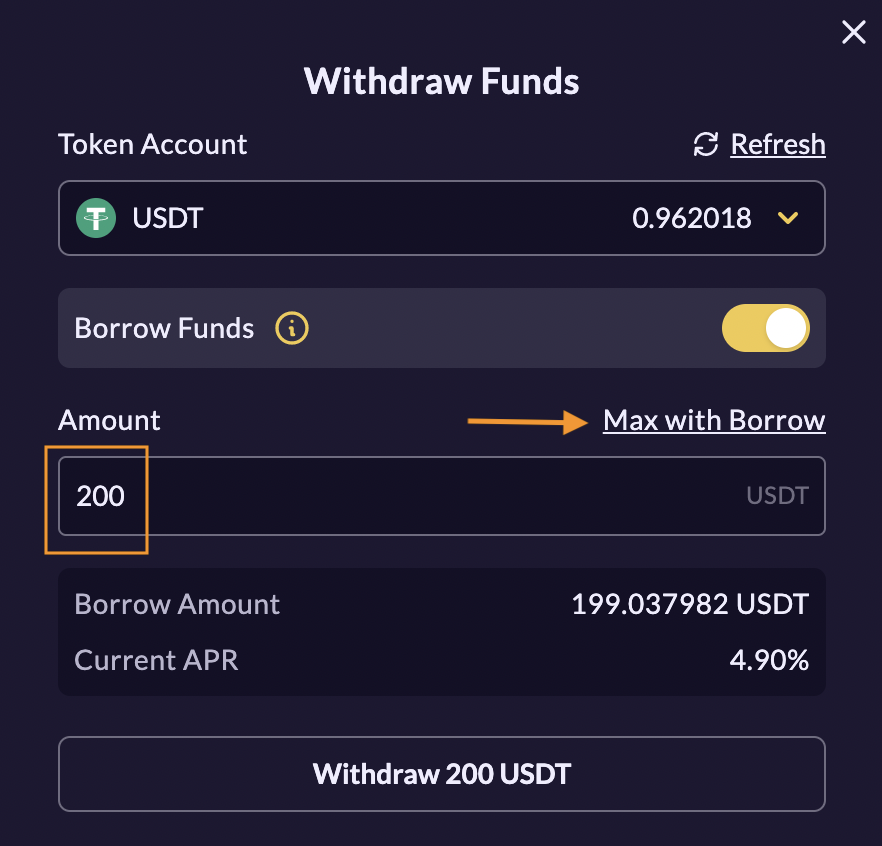 Withdraw Funds
Token Account Refresh
USDT 0.962018
Borrow Funds
Amount Max with Borrow
200 USDT
Borrow Amount 199.037982 USDT
Current APR 4.90%
Withdraw 200 USDT